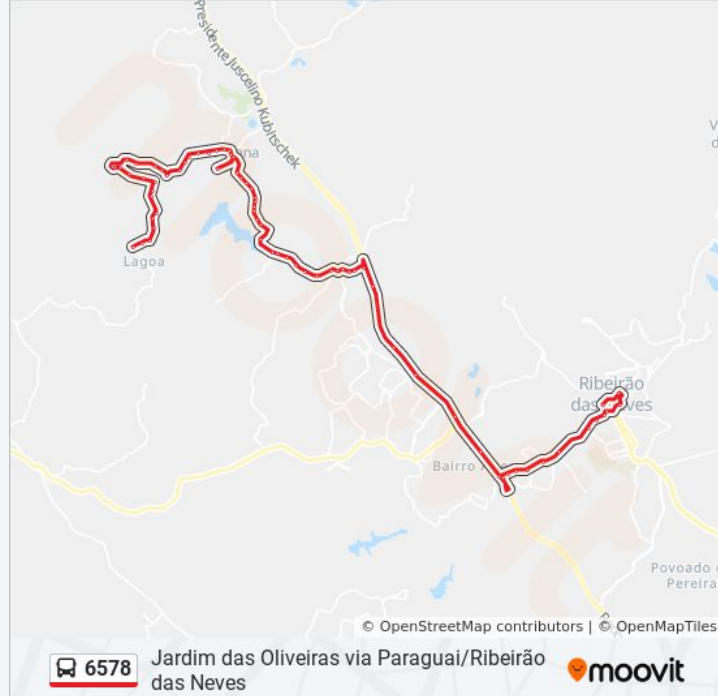 Presidente Juscelino Kubitschek
Lagoa
Ribeirão
das Neves
Bairro
Povoado
Pereira
© OpenStreetMap contributors | © OpenMapTiles
6578
Jardim das Oliveiras via Paraguai/Ribeirão
das Neves
moovit